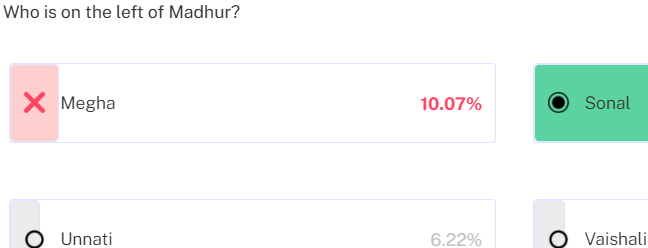 Who is on the left of Madhur?
Megha 10.07% Sonal
Unnati 6.22% Vaishali